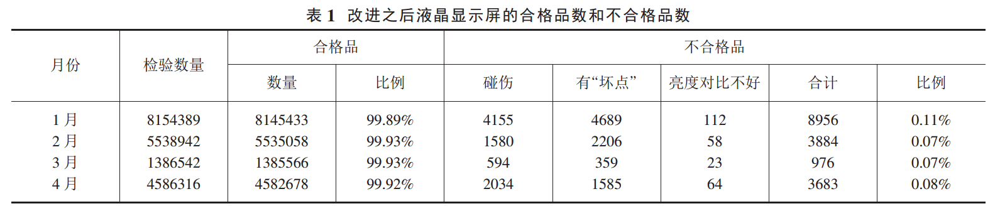 表 1 改进之后液晶显示屏的合格品数和不合格品数
月份 检验数量 合格品 不合格品
数量 比例 碰伤 有“坏点” 亮度对比不好 合计 比例
1 月 8154389 8145433 99.89% 4155 4689 112 8956 0.11%
2 月 5538942 5535058 99.93% 1580 2206 58 3884 0.07%
3 月 1386542 1385566 99.93% 594 359 23 976 0.07%
4 月 4586316 4582678 99.92% 2034 1585 64 3683 0.08%